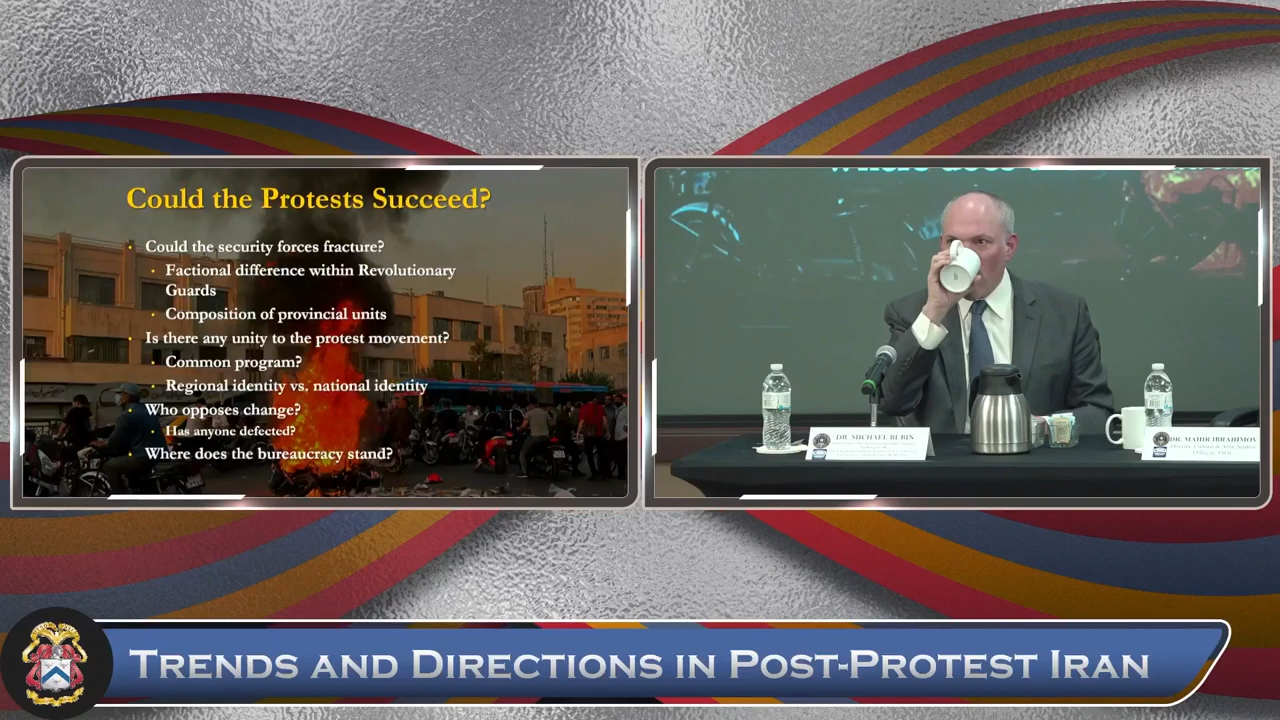 Could the Protests Succeed?
• Could the security forces fracture?
• Factional difference within Revolutionary
Guards
• Composition of provincial units
• Is there any unity to the protest movement?
• Common program?
• Regional identity vs. national identity
• Who opposes change?
• Has anyone defected?
• Where does the bureaucracy stand?
DR. MICHAEL RUBIN
DR. MAHIR IBRAHIMOV
TRENDS AND DIRECTIONS IN POST-PROTEST IRAN